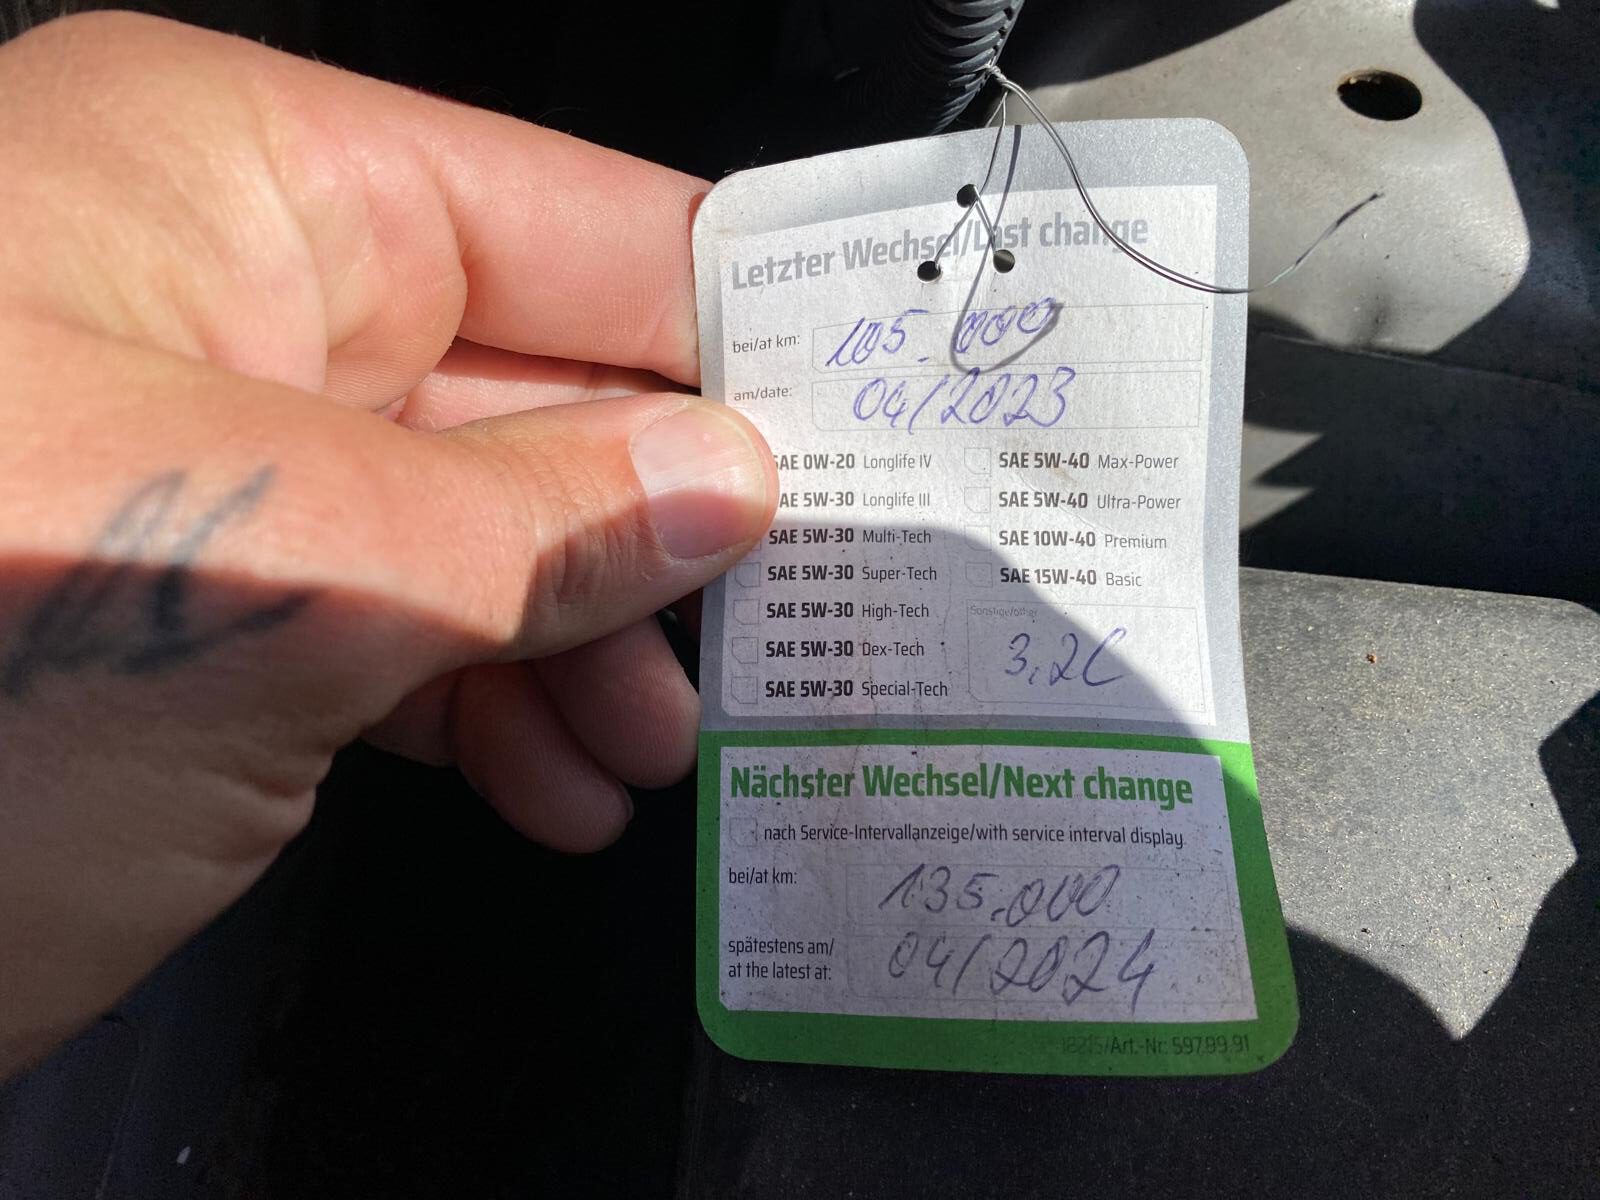 Letzter Wechsel/Last change
bei/at km: 105.000
am/date: 04/2023
SAE 0W-20 Longlife IV
SAE 5W-40 Max-Power
SAE 5W-30 Longlife III
SAE 5W-40 Ultra-Power
SAE 5W-30 Multi-Tech
SAE 10W-40 Premium
SAE 5W-30 Super-Tech
SAE 15W-40 Basic
SAE 5W-30 High-Tech
Sonstige/other
SAE 5W-30 Dex-Tech
3,2L
SAE 5W-30 Special-Tech
Nächster Wechsel/Next change
nach Service-Intervallanzeige/with service interval display
bei/at km: 135.000
spätestens am/
at the latest at: 04/2024
18215/Art.-Nr.: 597.99.91